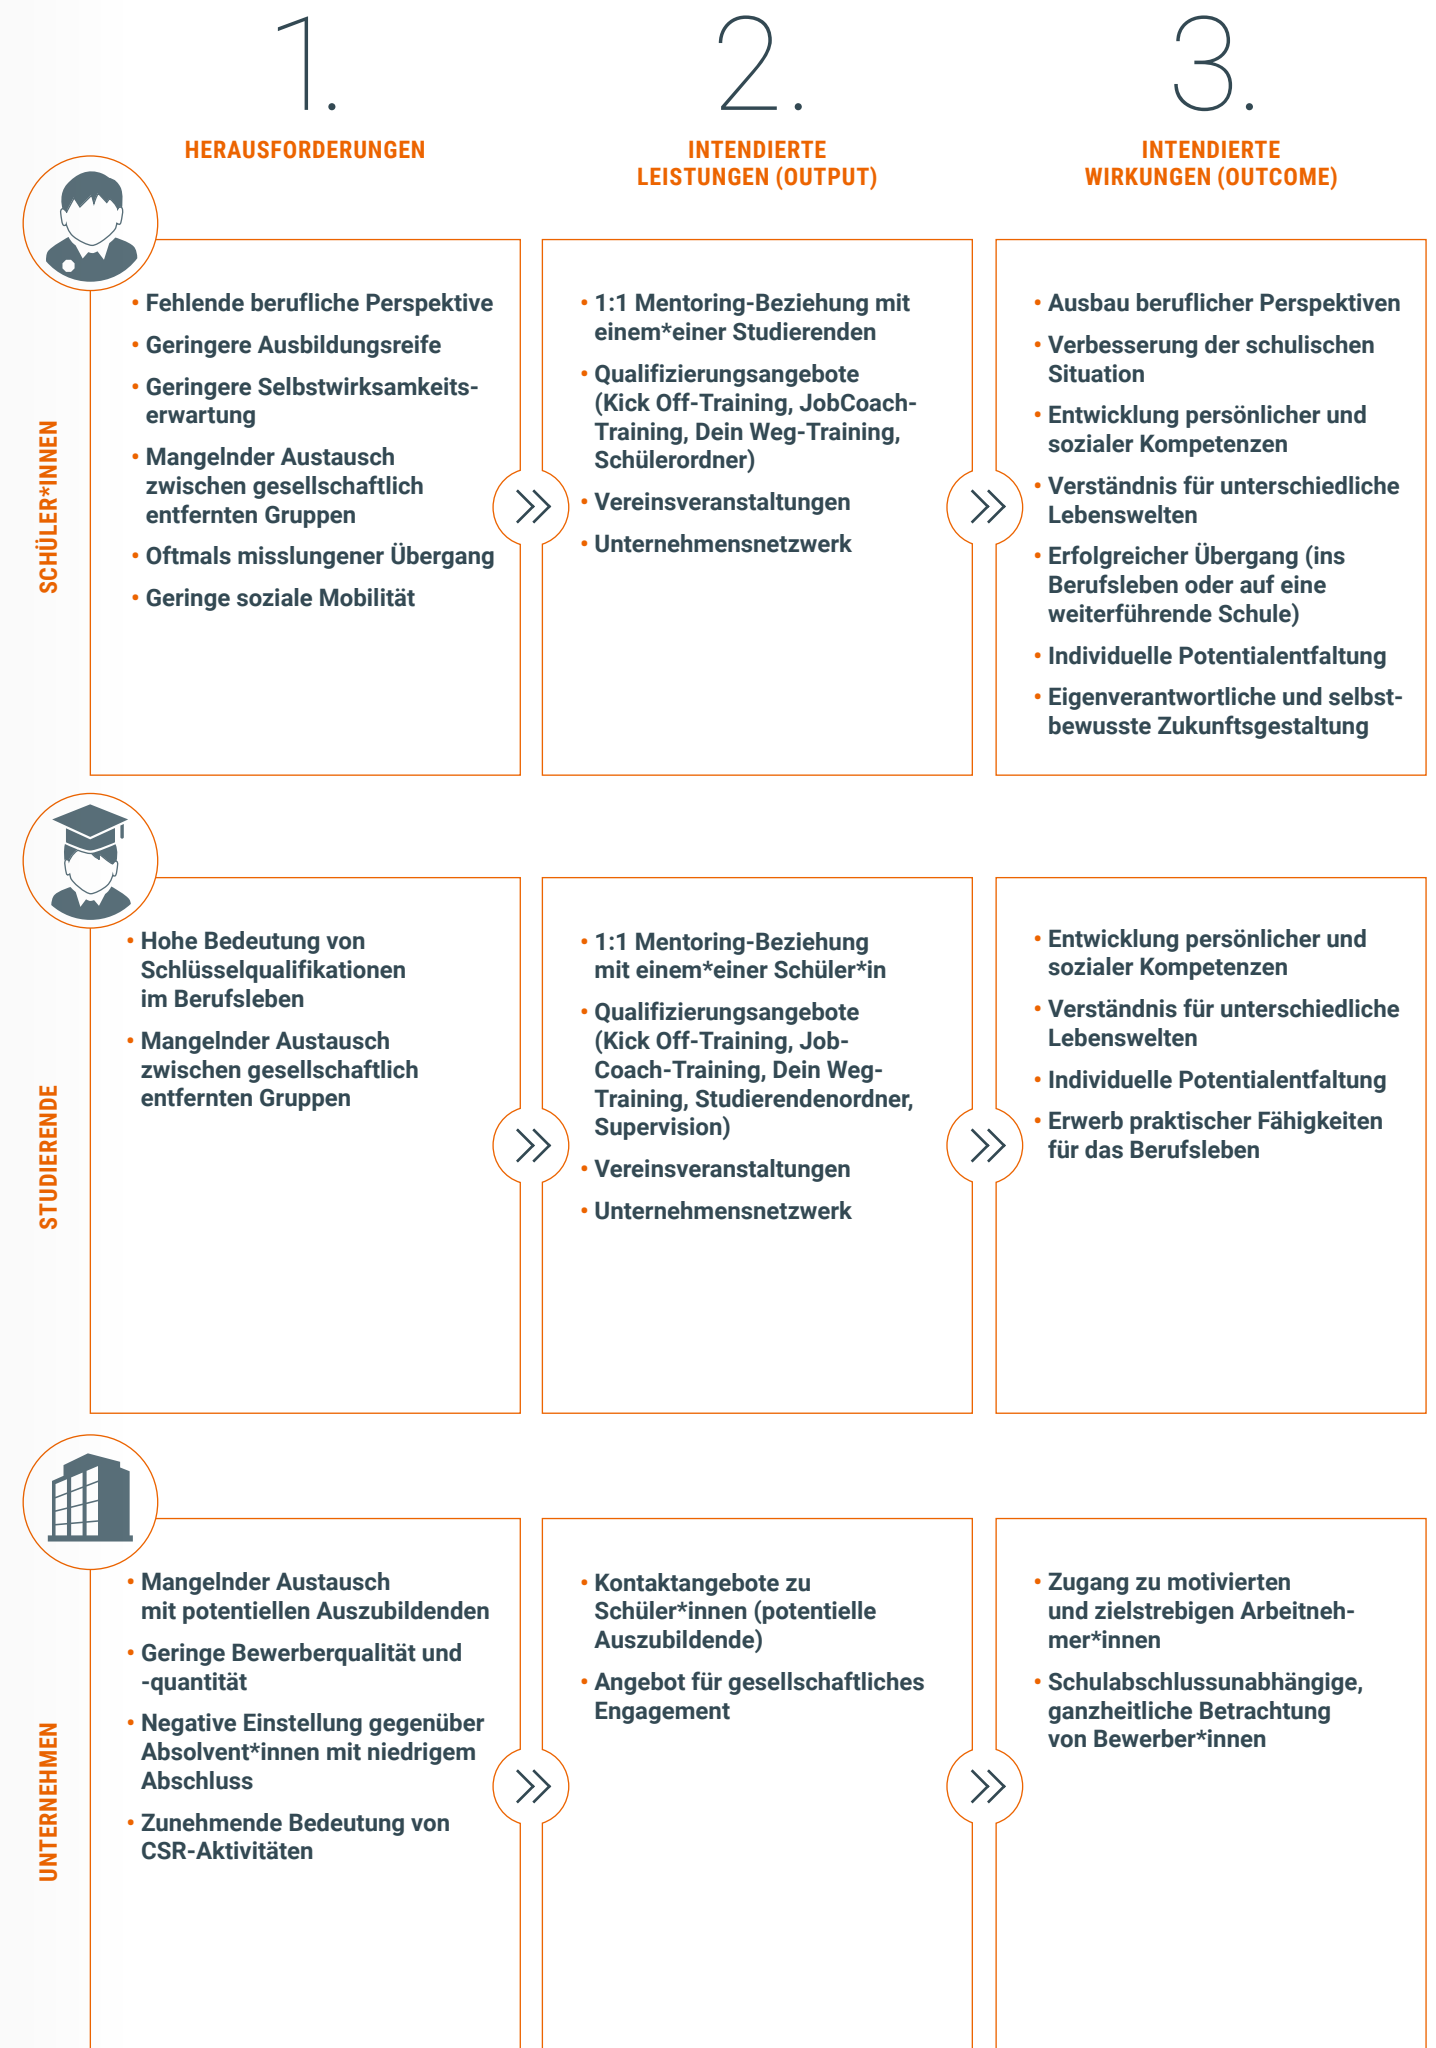 1.
2.
3.
HERAUSFORDERUNGEN
INTENDIERTE
LEISTUNGEN (OUTPUT)
INTENDIERTE
WIRKUNGEN (OUTCOME)
SCHÜLER*INNEN
• Fehlende berufliche Perspektive
• Geringere Ausbildungsreife
• Geringere Selbstwirksamkeits-
erwartung
• Mangelnder Austausch
zwischen gesellschaftlich
entfernten Gruppen
• Oftmals misslungener Übergang
• Geringe soziale Mobilität
• 1:1 Mentoring-Beziehung mit
einem*einer Studierenden
• Qualifizierungsangebote
(Kick Off-Training, JobCoach-
Training, Dein Weg-Training,
Schülerordner)
• Vereinsveranstaltungen
• Unternehmensnetzwerk
• Ausbau beruflicher Perspektiven
• Verbesserung der schulischen
Situation
• Entwicklung persönlicher und
sozialer Kompetenzen
• Verständnis für unterschiedliche
Lebenswelten
• Erfolgreicher Übergang (ins
Berufsleben oder auf eine
weiterführende Schule)
• Individuelle Potentialentfaltung
• Eigenverantwortliche und selbst-
bewusste Zukunftsgestaltung
STUDIERENDE
• Hohe Bedeutung von
Schlüsselqualifikationen
im Berufsleben
• Mangelnder Austausch
zwischen gesellschaftlich
entfernten Gruppen
• 1:1 Mentoring-Beziehung
mit einem*einer Schüler*in
• Qualifizierungsangebote
(Kick Off-Training, Job-
Coach-Training, Dein Weg-
Training, Studierendenordner,
Supervision)
• Vereinsveranstaltungen
• Unternehmensnetzwerk
• Entwicklung persönlicher und
sozialer Kompetenzen
• Verständnis für unterschiedliche
Lebenswelten
• Individuelle Potentialentfaltung
• Erwerb praktischer Fähigkeiten
für das Berufsleben
UNTERNEHMEN
• Mangelnder Austausch
mit potentiellen Auszubildenden
• Geringe Bewerberqualität und
-quantität
• Negative Einstellung gegenüber
Absolvent*innen mit niedrigem
Abschluss
• Zunehmende Bedeutung von
CSR-Aktivitäten
• Kontaktangebote zu
Schüler*innen (potentielle
Auszubildende)
• Angebot für gesellschaftliches
Engagement
• Zugang zu motivierten
und zielstrebigen Arbeitneh-
mer*innen
• Schulabschlussunabhängige,
ganzheitliche Betrachtung
von Bewerber*innen